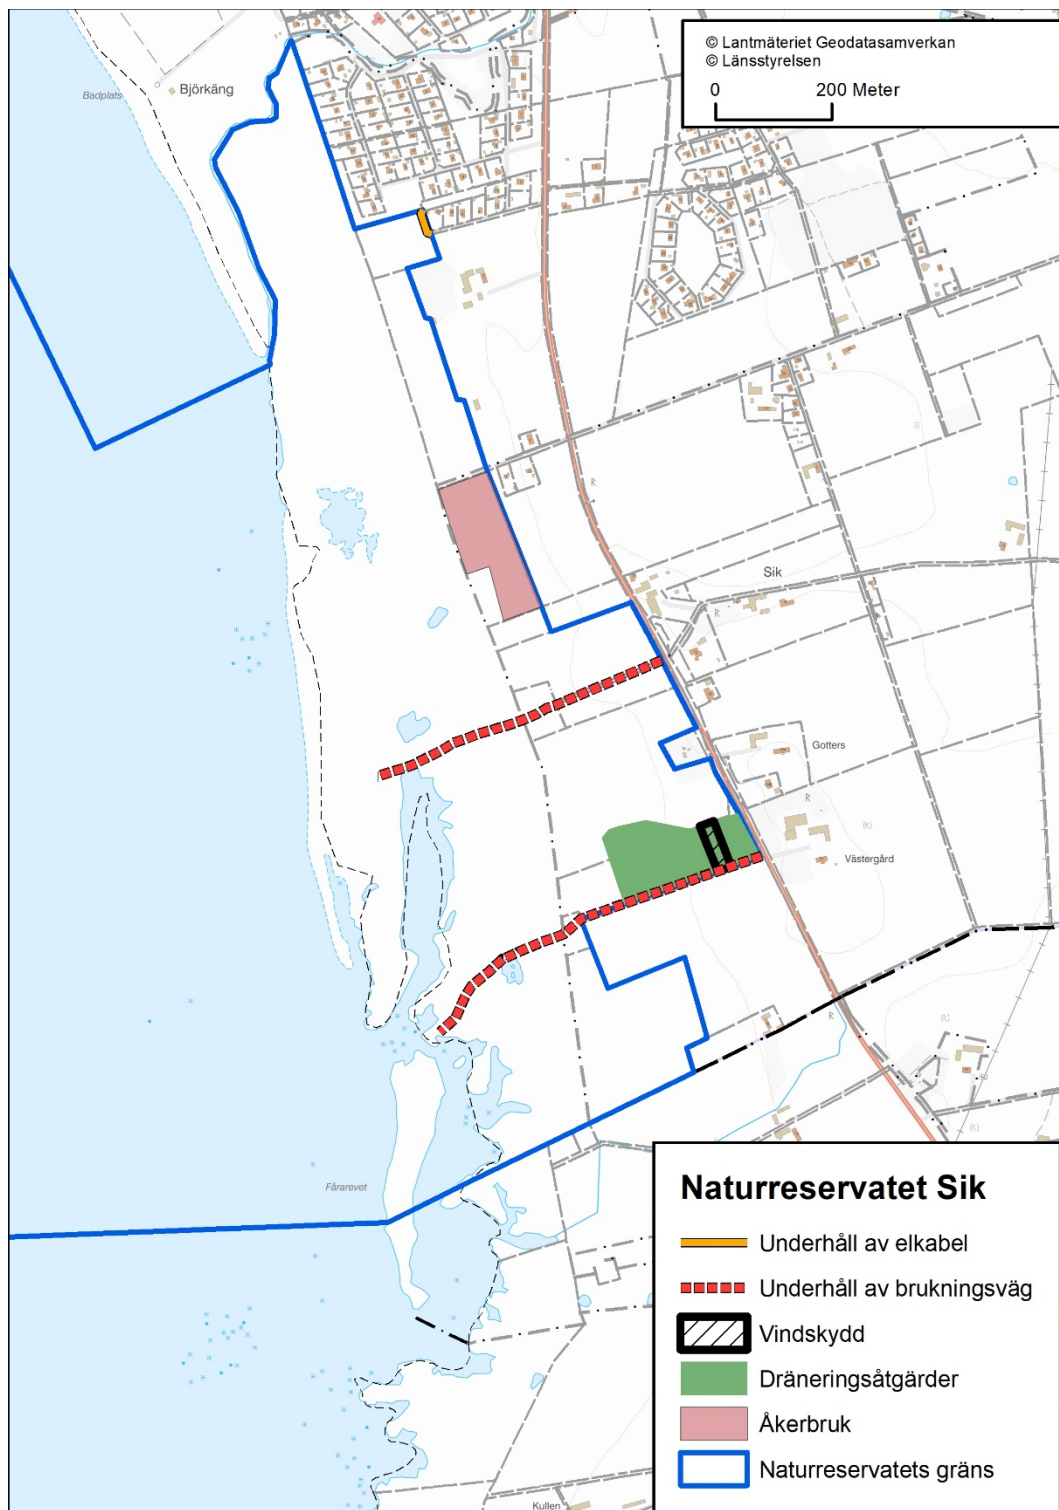 © Lantmäteriet Geodatasamverkan
© Länsstyrelsen
0 200 Meter
Björkäng
Badplats
R
Sik
R
Gotters
R
(R)
Västergård
R
(R)
(R)
Fårarevet
Kullen
Naturreservatet Sik
Underhåll av elkabel
Underhåll av brukningsväg
Vindskydd
Dräneringsåtgärder
Åkerbruk
Naturreservatets gräns